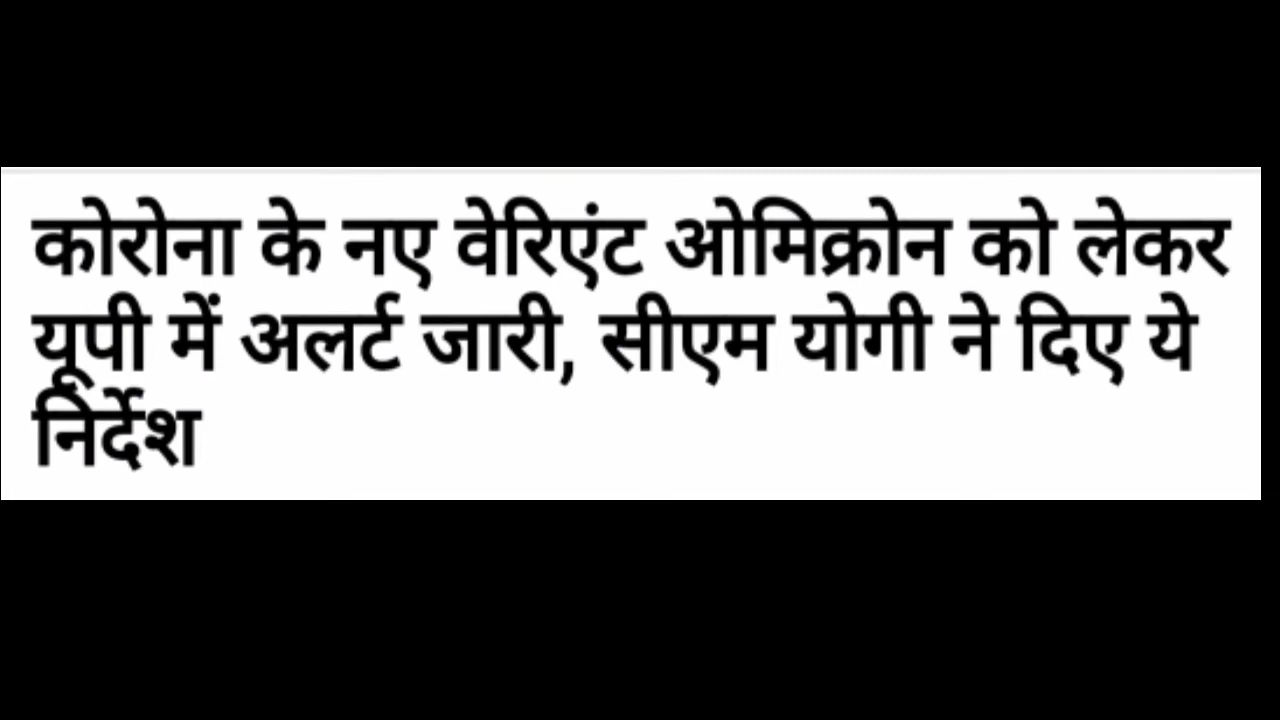 कोरोना के नए वेरिएंट ओमिक्रोन को लेकर
यूपी में अलर्ट जारी, सीएम योगी ने दिए ये
निर्देश